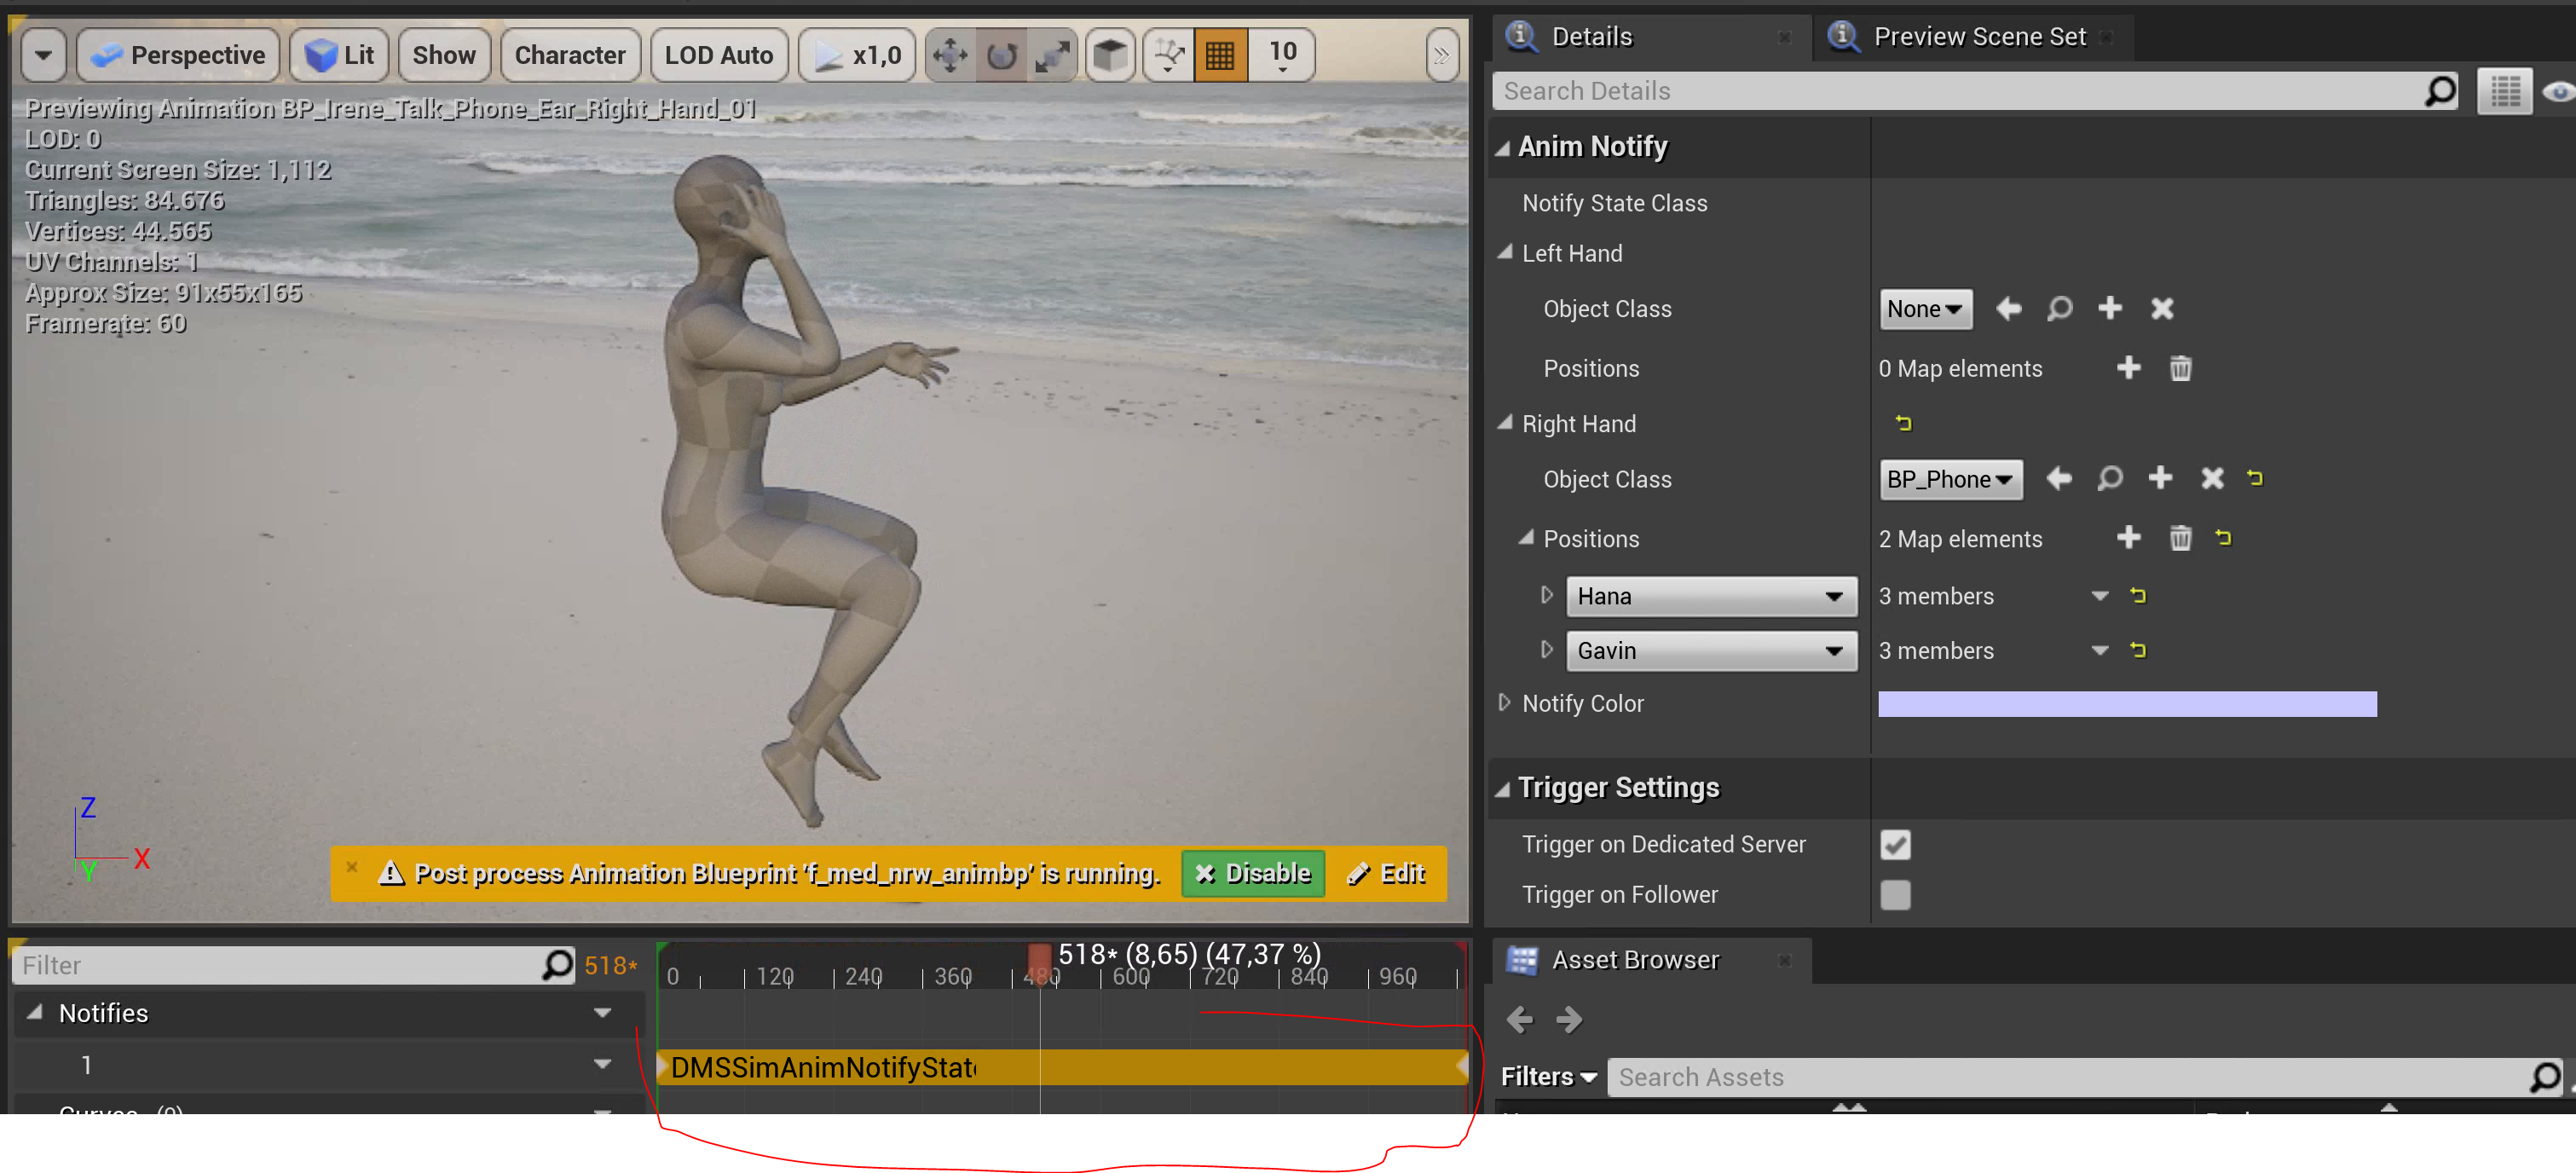 Perspective Lit Show Character LOD Auto x1,0 10
Previewing Animation BP_Irene_Talk_Phone_Ear_Right_Hand_01
LOD: 0
Current Screen Size: 1,112
Triangles: 84.676
Vertices: 44.565
UV Channels: 1
Approx Size: 91x55x165
Framerate: 60
Z
X
Y
Post process Animation Blueprint 'f_med_nrw_animbp' is running. Disable Edit
Details Preview Scene Set
Search Details
Anim Notify
Notify State Class
Left Hand
Object Class None
Positions 0 Map elements
Right Hand
Object Class BP_Phone
Positions 2 Map elements
Hana 3 members
Gavin 3 members
Notify Color
Trigger Settings
Trigger on Dedicated Server
Trigger on Follower
Filter 518*
518* (8,65) (47,37 %)
0 120 240 360 480 600 720 840 960
Notifies
1
DMSSimAnimNotifyStat
Curves (0)
Asset Browser
Filters Search Assets